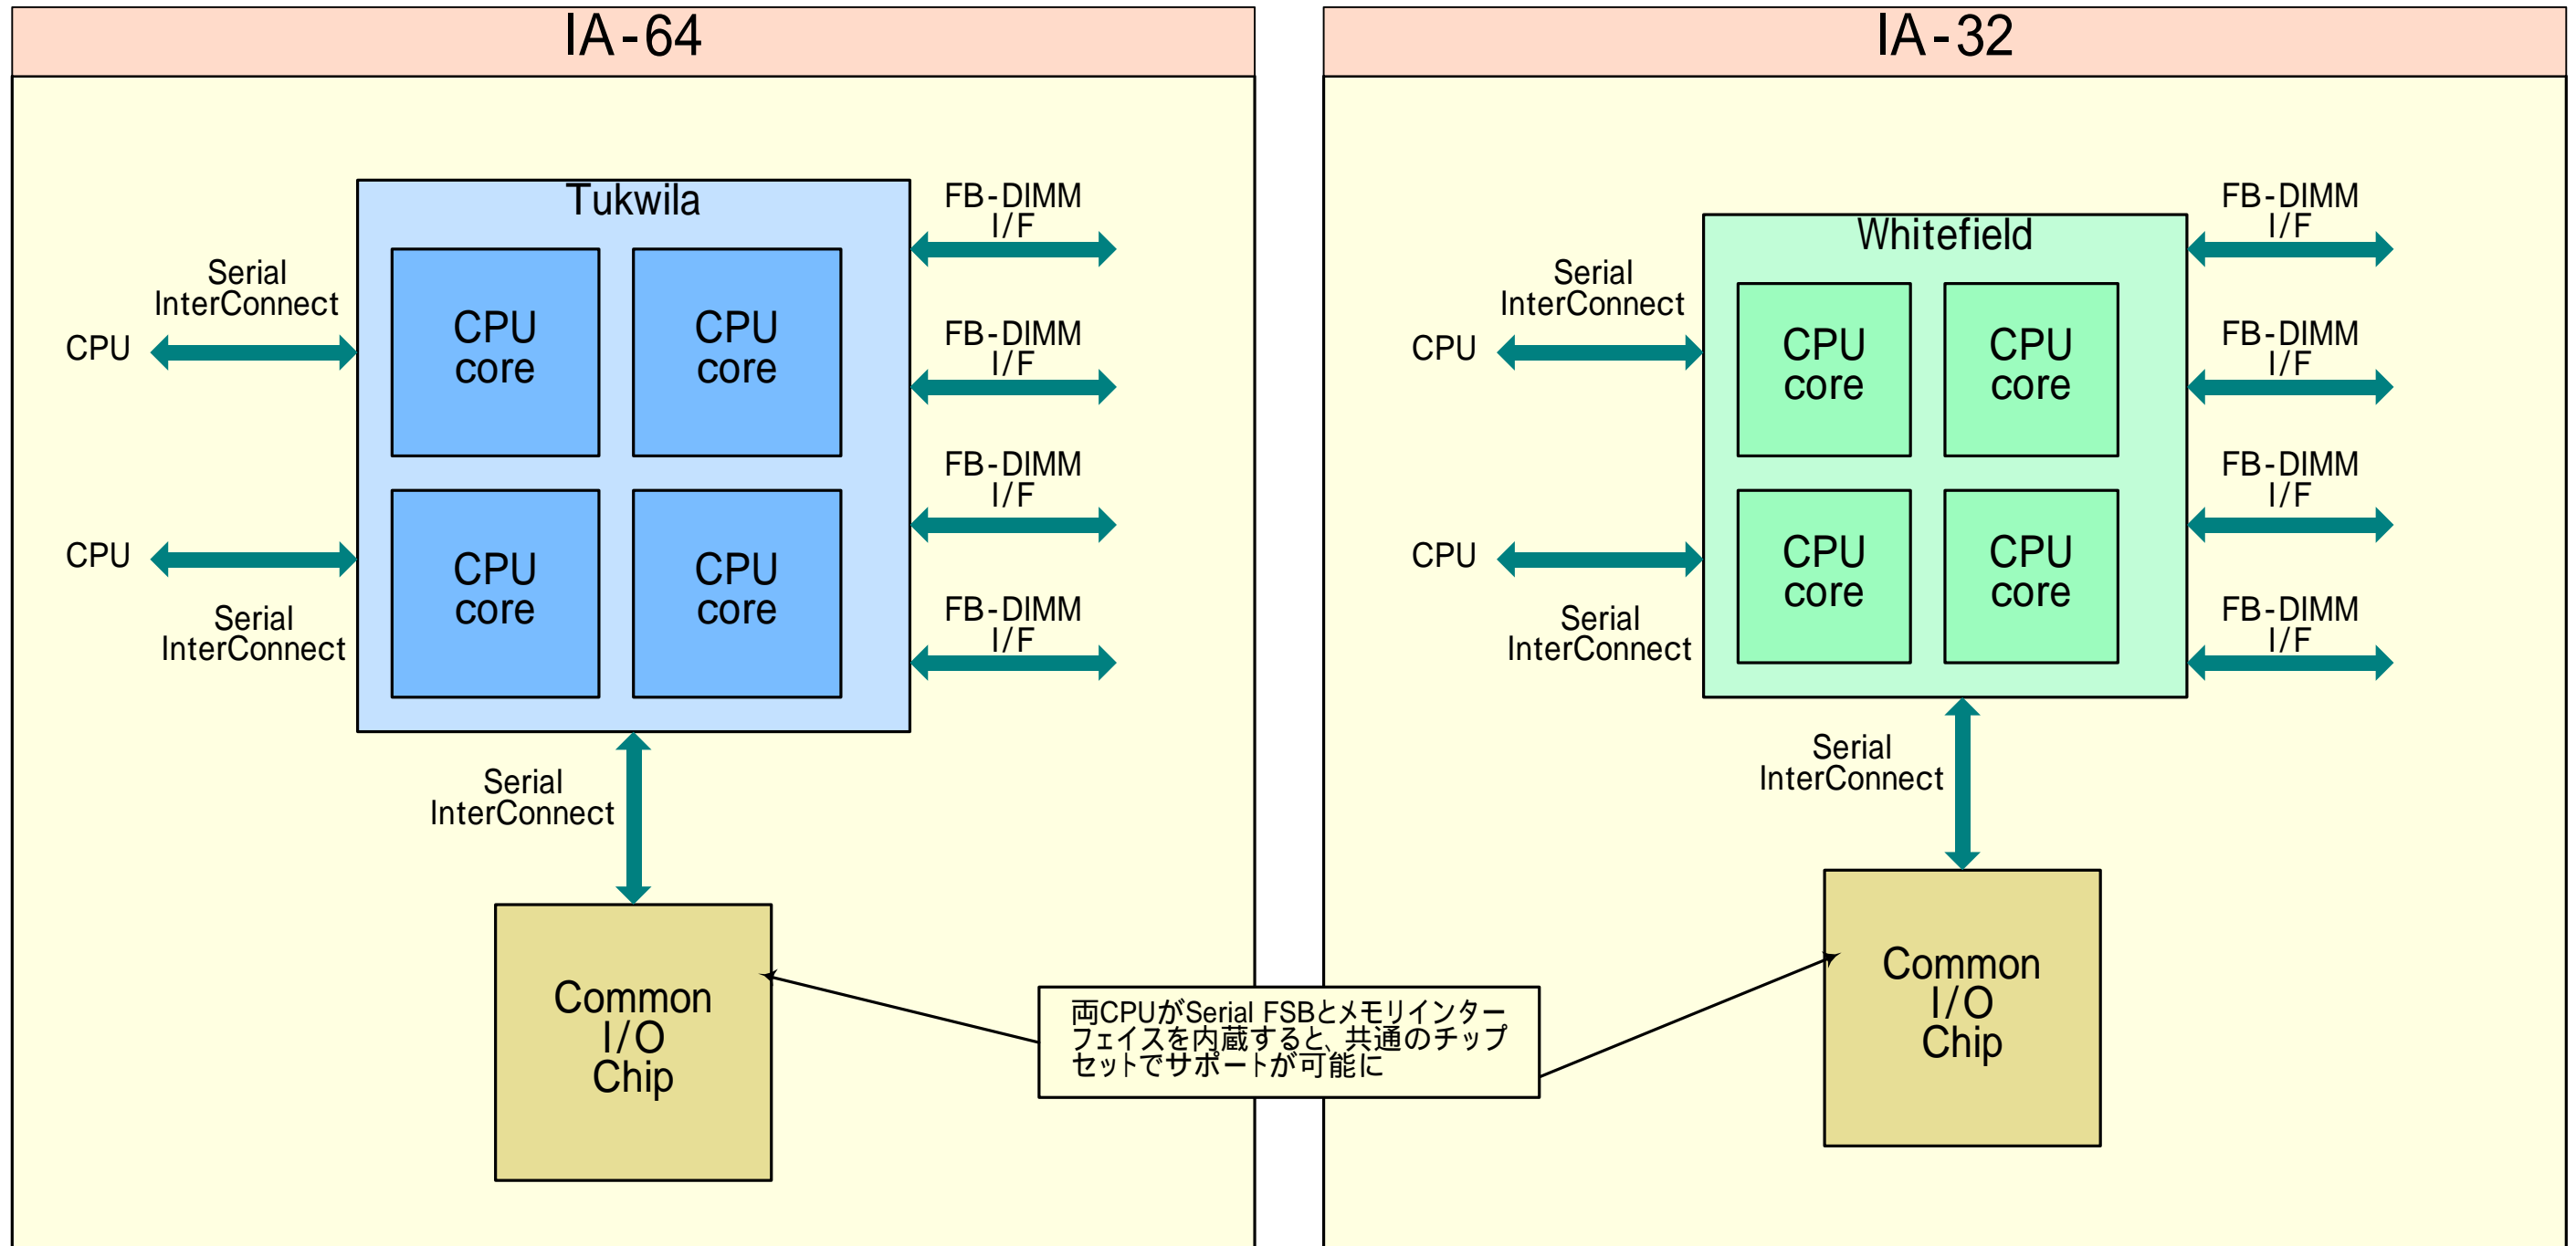 IA-64
Tukwila
FB-DIMM
I/F
Serial
InterConnect
CPU
core
CPU
core
CPU
FB-DIMM
I/F
FB-DIMM
I/F
CPU
CPU
core
CPU
core
Serial
InterConnect
FB-DIMM
I/F
Serial
InterConnect
Common
I/O
Chip
両CPUがSerial FSBとメモリインター
フェイスを内蔵すると、共通のチップ
セットでサポートが可能に
IA-32
Whitefield
FB-DIMM
I/F
Serial
InterConnect
CPU
core
CPU
core
CPU
FB-DIMM
I/F
FB-DIMM
I/F
CPU
CPU
core
CPU
core
Serial
InterConnect
FB-DIMM
I/F
Serial
InterConnect
Common
I/O
Chip